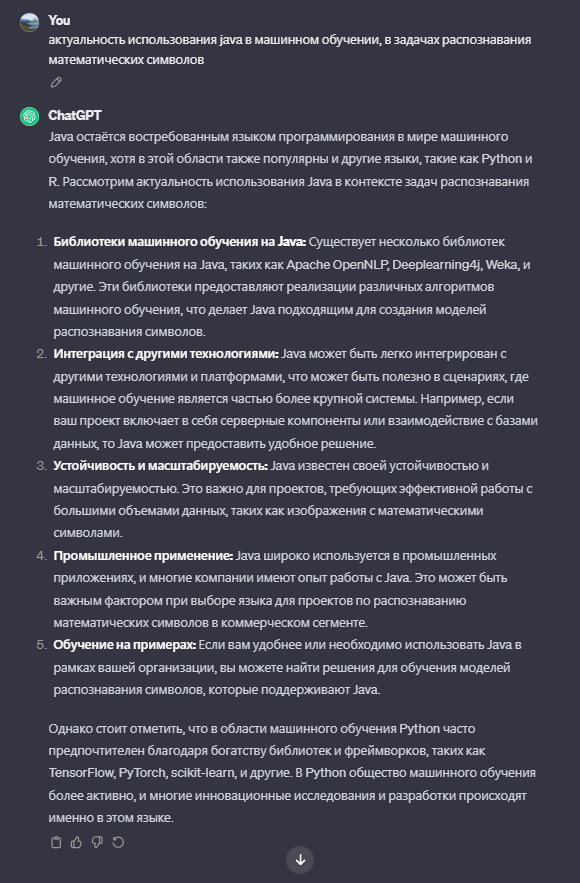 You
актуальность использования java в машинном обучении, в задачах распознавания
математических символов
ChatGPT
Java остаётся востребованным языком программирования в мире машинного
обучения, хотя в этой области также популярны и другие языки, такие как Python и
R. Рассмотрим актуальность использования Java в контексте задач распознавания
математических символов:
1. Библиотеки машинного обучения на Java: Существует несколько библиотек
машинного обучения на Java, таких как Apache OpenNLP, Deeplearning4j, Weka, и
другие. Эти библиотеки предоставляют реализации различных алгоритмов
машинного обучения, что делает Java подходящим для создания моделей
распознавания символов.
2. Интеграция с другими технологиями: Java может быть легко интегрирован с
другими технологиями и платформами, что может быть полезно в сценариях, где
машинное обучение является частью более крупной системы. Например, если
ваш проект включает в себя серверные компоненты или взаимодействие с базами
данных, то Java может предоставить удобное решение.
3. Устойчивость и масштабируемость: Java известен своей устойчивостью и
масштабируемостью. Это важно для проектов, требующих эффективной работы с
большими объемами данных, таких как изображения с математическими
символами.
4. Промышленное применение: Java широко используется в промышленных
приложениях, и многие компании имеют опыт работы с Java. Это может быть
важным фактором при выборе языка для проектов по распознаванию
математических символов в коммерческом сегменте.
5. Обучение на примерах: Если вам удобнее или необходимо использовать Java в
рамках вашей организации, вы можете найти решения для обучения моделей
распознавания символов, которые поддерживают Java.
Однако стоит отметить, что в области машинного обучения Python часто
предпочтителен благодаря богатству библиотек и фреймворков, таких как
TensorFlow, PyTorch, scikit-learn, и другие. В Python общество машинного обучения
более активно, и многие инновационные исследования и разработки происходят
именно в этом языке.